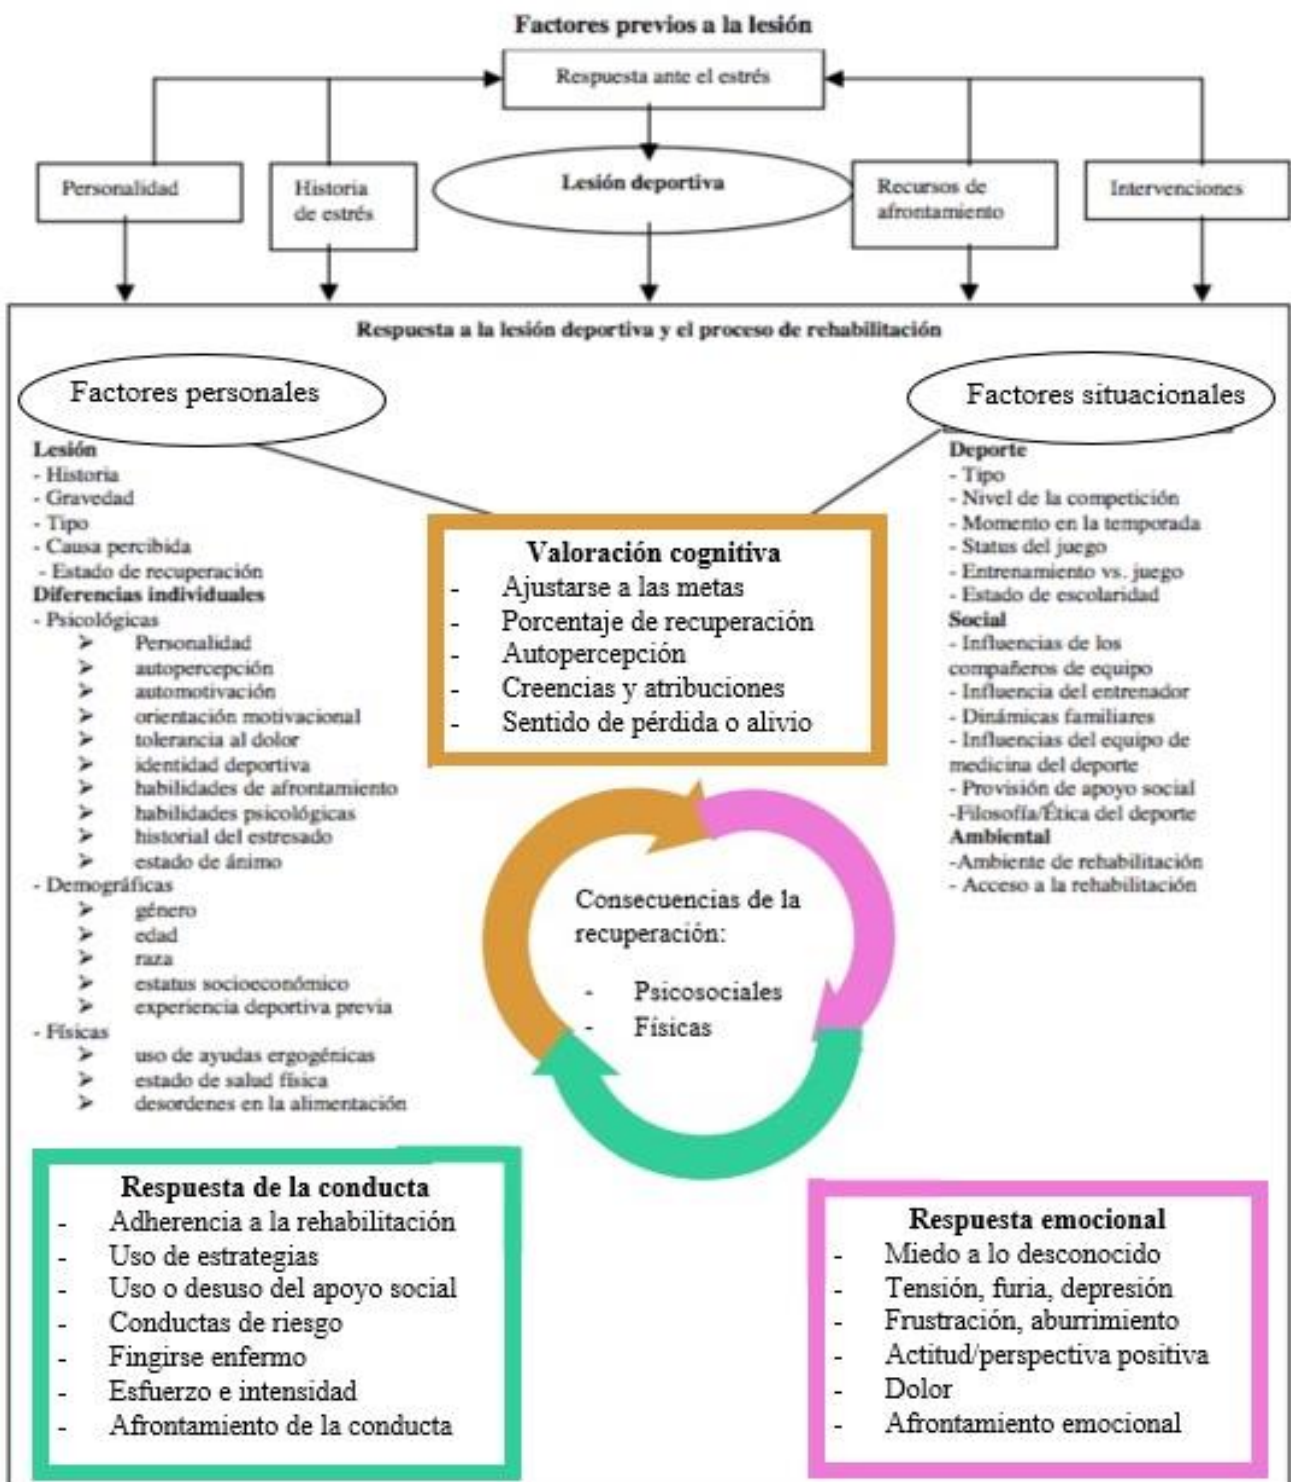 Factores previos a la lesión
Respuesta ante el estrés
Personalidad
Historia
de estrés
Lesión deportiva
Recursos de
afrontamiento
Intervenciones
Respuesta a la lesión deportiva y el proceso de rehabilitación
Factores personales
Lesión
- Historia
- Gravedad
- Tipo
- Causa percibida
- Estado de recuperación
Diferencias individuales
- Psicológicas
➢ Personalidad
➢ autopercepción
➢ automotivación
➢ orientación motivacional
➢ tolerancia al dolor
➢ identidad deportiva
➢ habilidades de afrontamiento
➢ habilidades psicológicas
➢ historial del estresado
➢ estado de ánimo
- Demográficas
➢ género
➢ edad
➢ raza
➢ estatus socioeconómico
➢ experiencia deportiva previa
- Físicas
➢ uso de ayudas ergogénicas
➢ estado de salud física
➢ desordenes en la alimentación
Factores situacionales
Deporte
- Tipo
- Nivel de la competición
- Momento en la temporada
- Status del juego
- Entrenamiento vs. juego
- Estado de escolaridad
Social
- Influencias de los
compañeros de equipo
- Influencia del entrenador
- Dinámicas familiares
- Influencias del equipo de
medicina del deporte
- Provisión de apoyo social
-Filosofía/Ética del deporte
Ambiental
-Ambiente de rehabilitación
- Acceso a la rehabilitación
Valoración cognitiva
- Ajustarse a las metas
- Porcentaje de recuperación
- Autopercepción
- Creencias y atribuciones
- Sentido de pérdida o alivio
Consecuencias de la
recuperación:
- Psicosociales
- Físicas
Respuesta de la conducta
- Adherencia a la rehabilitación
- Uso de estrategias
- Uso o desuso del apoyo social
- Conductas de riesgo
- Fingirse enfermo
- Esfuerzo e intensidad
- Afrontamiento de la conducta
Respuesta emocional
- Miedo a lo desconocido
- Tensión, furia, depresión
- Frustración, aburrimiento
- Actitud/perspectiva positiva
- Dolor
- Afrontamiento emocional